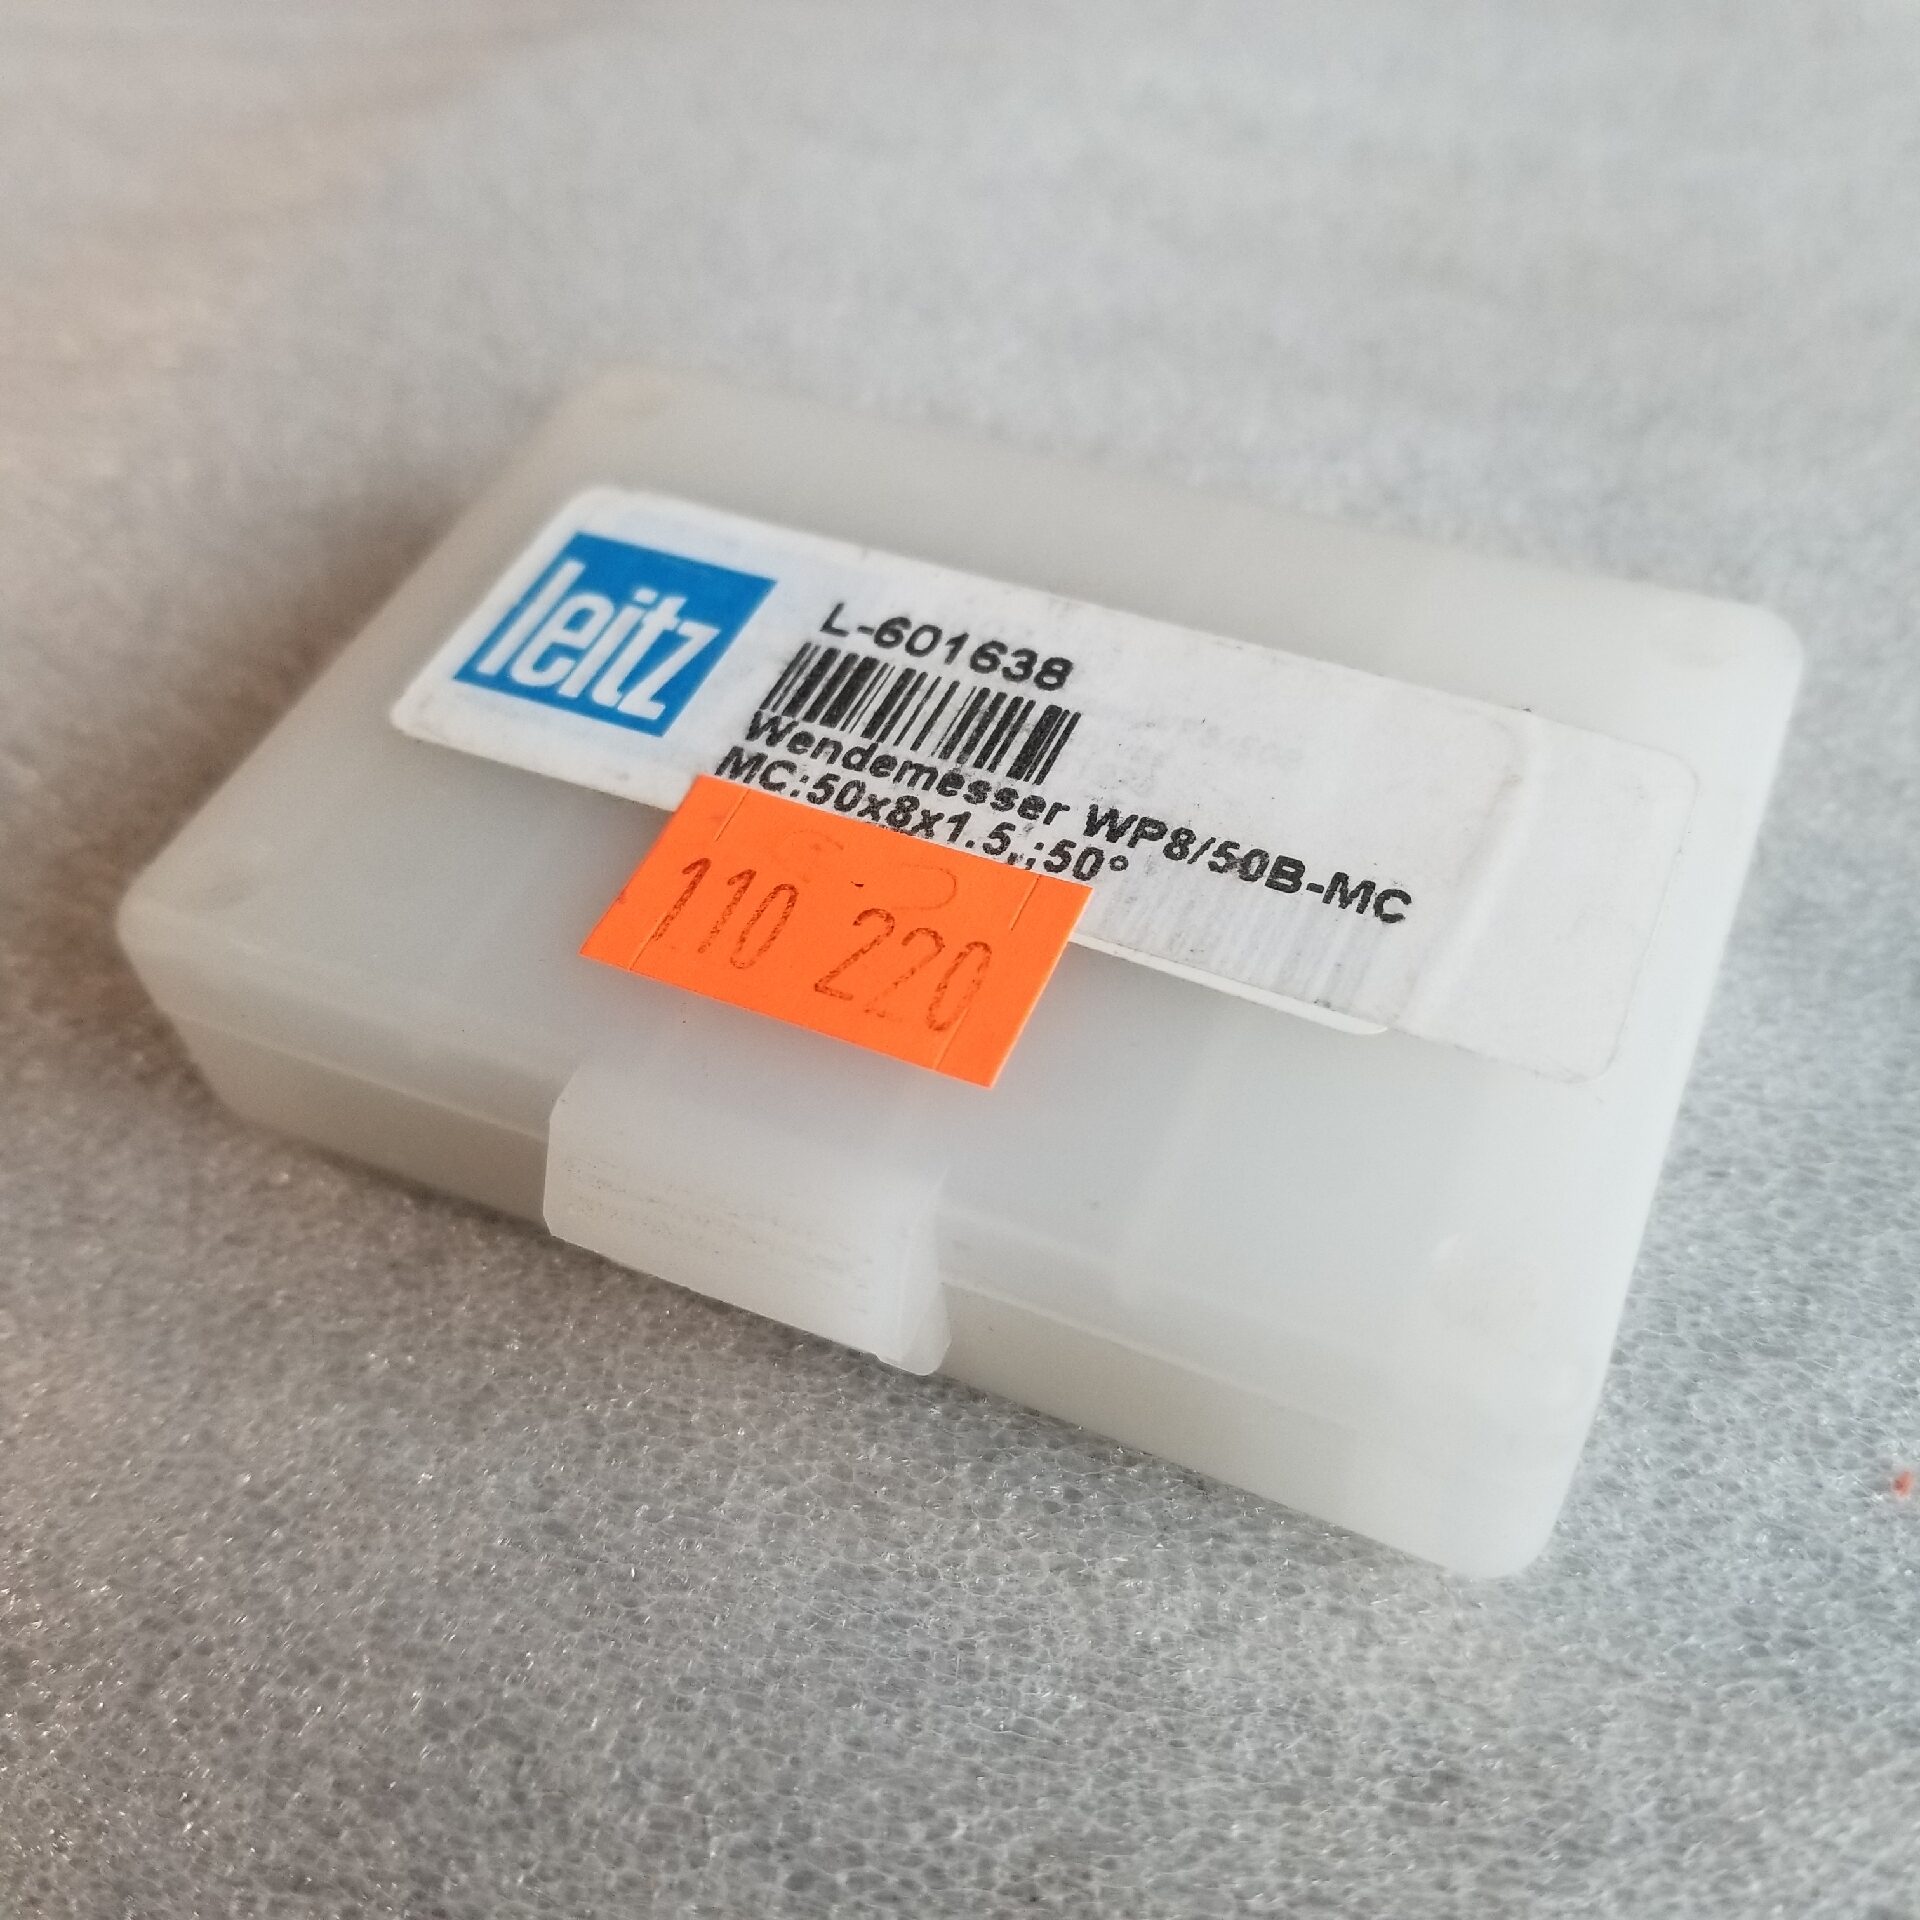 leitz
L-601638
Wendemesser WP8/50B-MC
MC:50x8x1.5,;50°
110 220